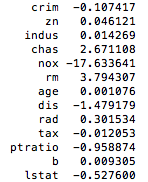 crim -0.107417
zn 0.046121
indus 0.014269
chas 2.671108
nox -17.633641
rm 3.794307
age 0.001076
dis -1.479179
rad 0.301534
tax -0.012053
ptratio -0.958874
b 0.009305
lstat -0.527600